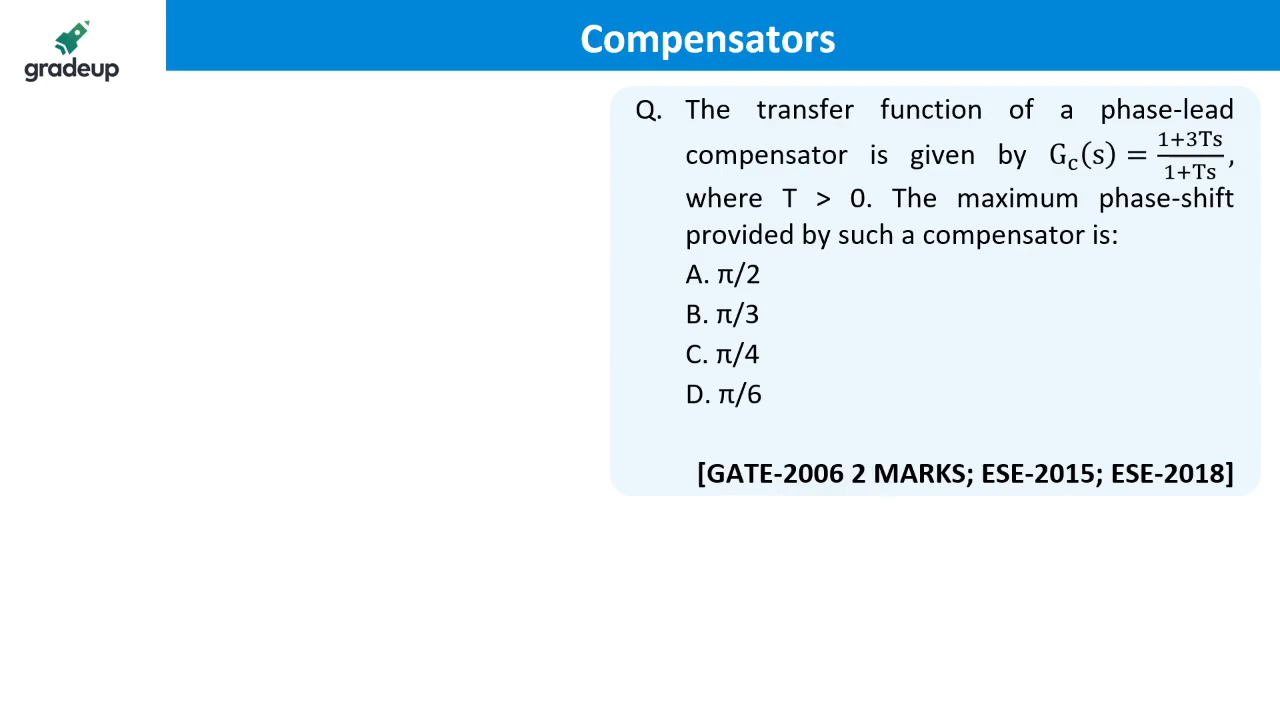 gradeup
Compensators
Q. The transfer function of a phase-lead
compensator is given by G_c(s) = (1+3Ts)/(1+Ts),
where T > 0. The maximum phase-shift
provided by such a compensator is:
A. π/2
B. π/3
C. π/4
D. π/6
[GATE-2006 2 MARKS; ESE-2015; ESE-2018]